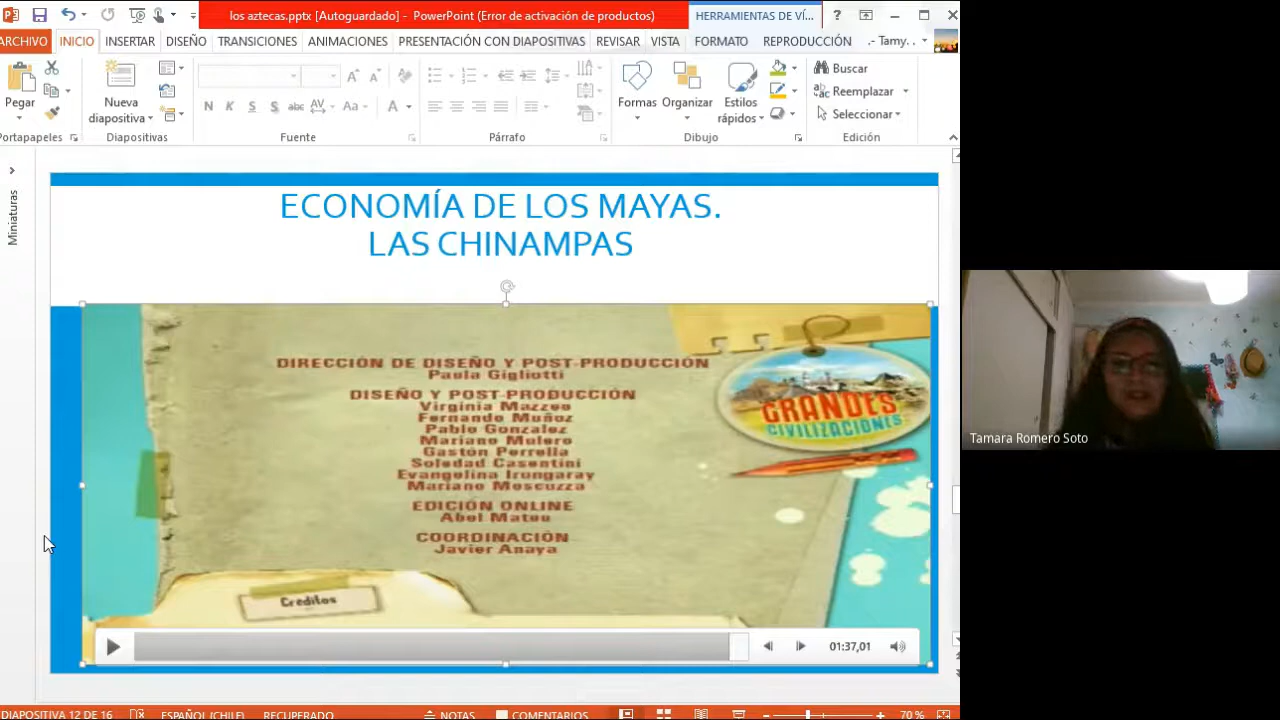 los aztecas.pptx [Autoguardado] - PowerPoint (Error de activación de productos)
HERRAMIENTAS DE VÍ...
ARCHIVO INICIO INSERTAR DISEÑO TRANSICIONES ANIMACIONES PRESENTACIÓN CON DIAPOSITIVAS REVISAR VISTA FORMATO REPRODUCCIÓN .- Tamy. .
Pegar
Nueva
diapositiva
Formas
Organizar
Estilos
rápidos
Buscar
Reemplazar
Seleccionar
N K S S abc AV Aa A
Portapapeles
Diapositivas
Fuente
Párrafo
Dibujo
Edición
Miniaturas
ECONOMÍA DE LOS MAYAS.
LAS CHINAMPAS
DIRECCIÓN DE DISEÑO Y POST-PRODUCCIÓN
Paula Gigliotti
DISEÑO Y POST-PRODUCCIÓN
Virginia Mazzeo
Fernando Muñoz
Pablo Gonzalez
Mariano Mulero
Gastón Perrella
Soledad Casentini
Evangelina Irungaray
Mariano Moscuzza
EDICIÓN ONLINE
Abel Mateu
COORDINACIÓN
Javier Anaya
GRANDES
CIVILIZACIONES
Creditos
01:37,01
Tamara Romero Soto
DIAPOSITIVA 12 DE 16
ESPAÑOL (CHILE)
RECUPERADO
NOTAS
COMENTARIOS
70 %